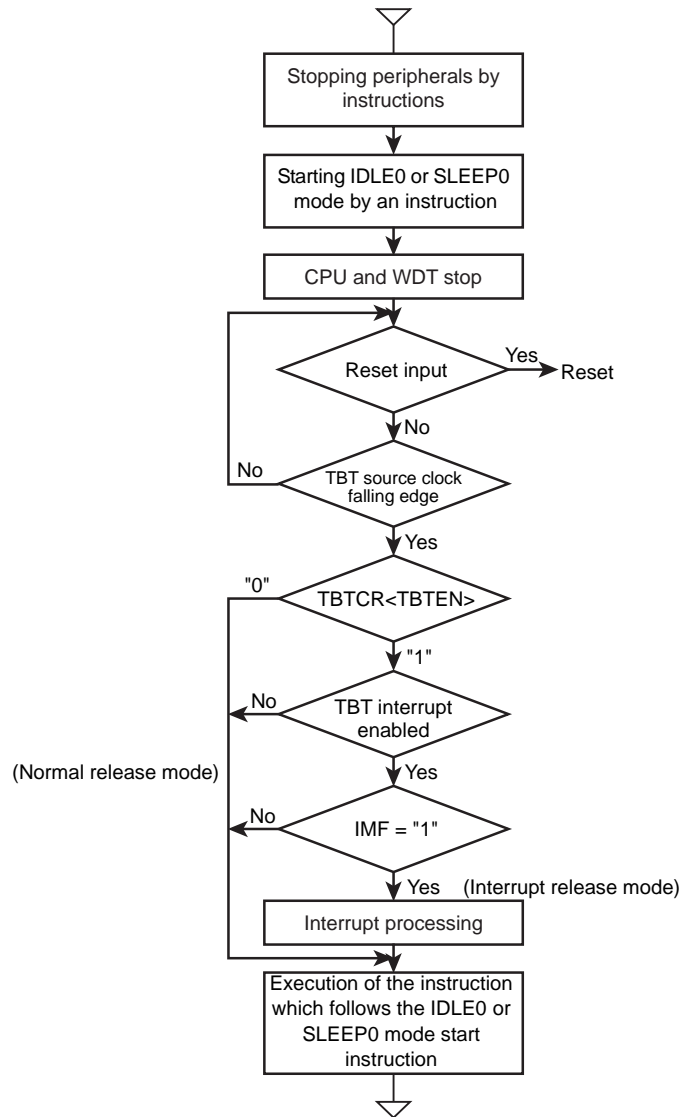 Stopping peripherals by
instructions
Starting IDLE0 or SLEEP0
mode by an instruction
CPU and WDT stop
Reset input
Yes
Reset
No
No
TBT source clock
falling edge
Yes
"0"
TBTCR<TBTEN>
"1"
No
TBT interrupt
enabled
(Normal release mode)
Yes
No
IMF = "1"
Yes
(Interrupt release mode)
Interrupt processing
Execution of the instruction
which follows the IDLE0 or
SLEEP0 mode start
instruction